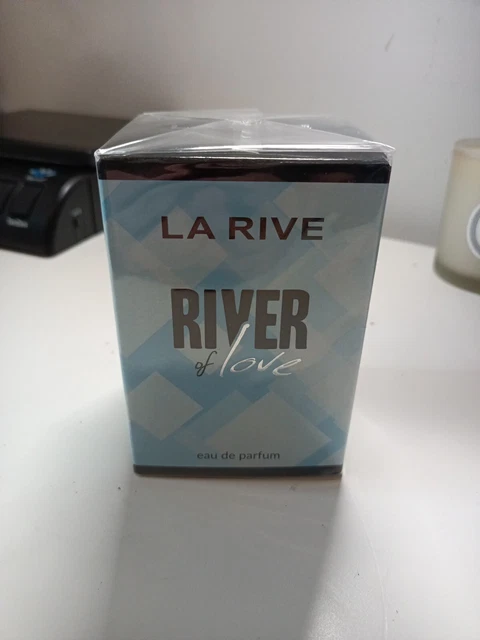 LA RIVE
RIVER
of love
eau de parfum